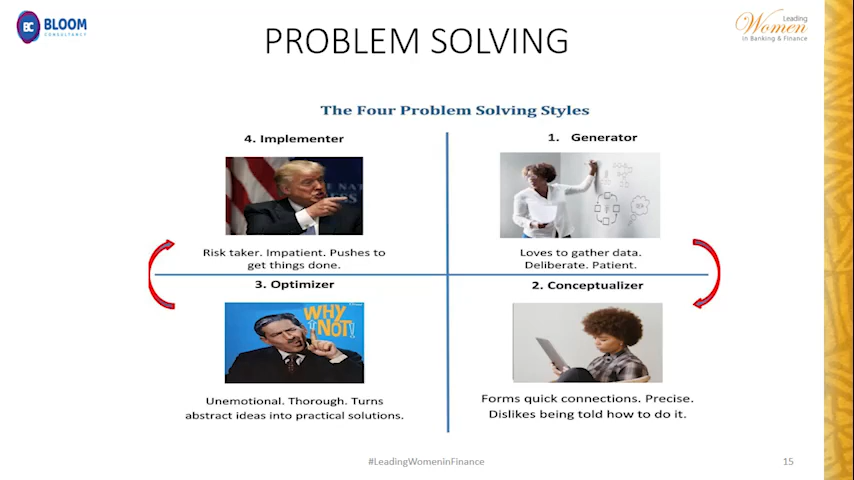 BC BLOOM
CONSULTANCY
PROBLEM SOLVING
Leading
Women
in Banking & Finance
The Four Problem Solving Styles
4. Implementer
1. Generator
Risk taker. Impatient. Pushes to
get things done.
Loves to gather data.
Deliberate. Patient.
3. Optimizer
2. Conceptualizer
WHY
NOT!
Unemotional. Thorough. Turns
abstract ideas into practical solutions.
Forms quick connections. Precise.
Dislikes being told how to do it.
#LeadingWomeninFinance
15